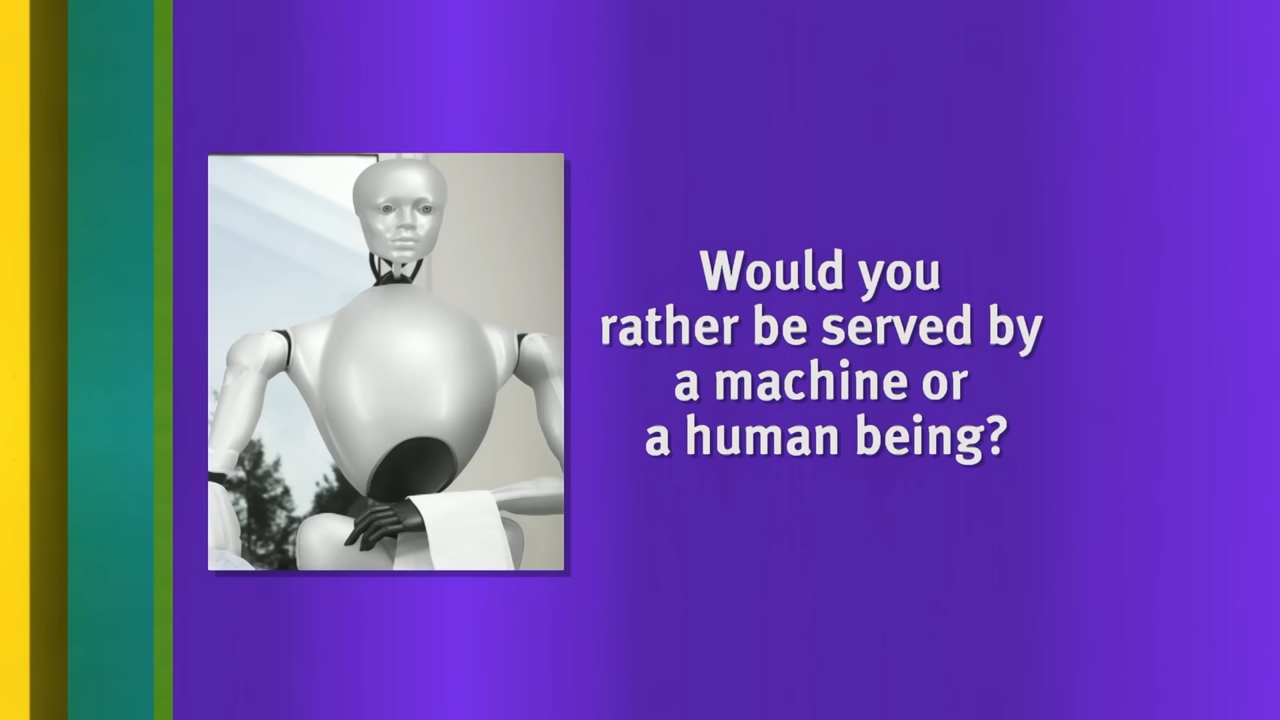 Would you
rather be served by
a machine or
a human being?